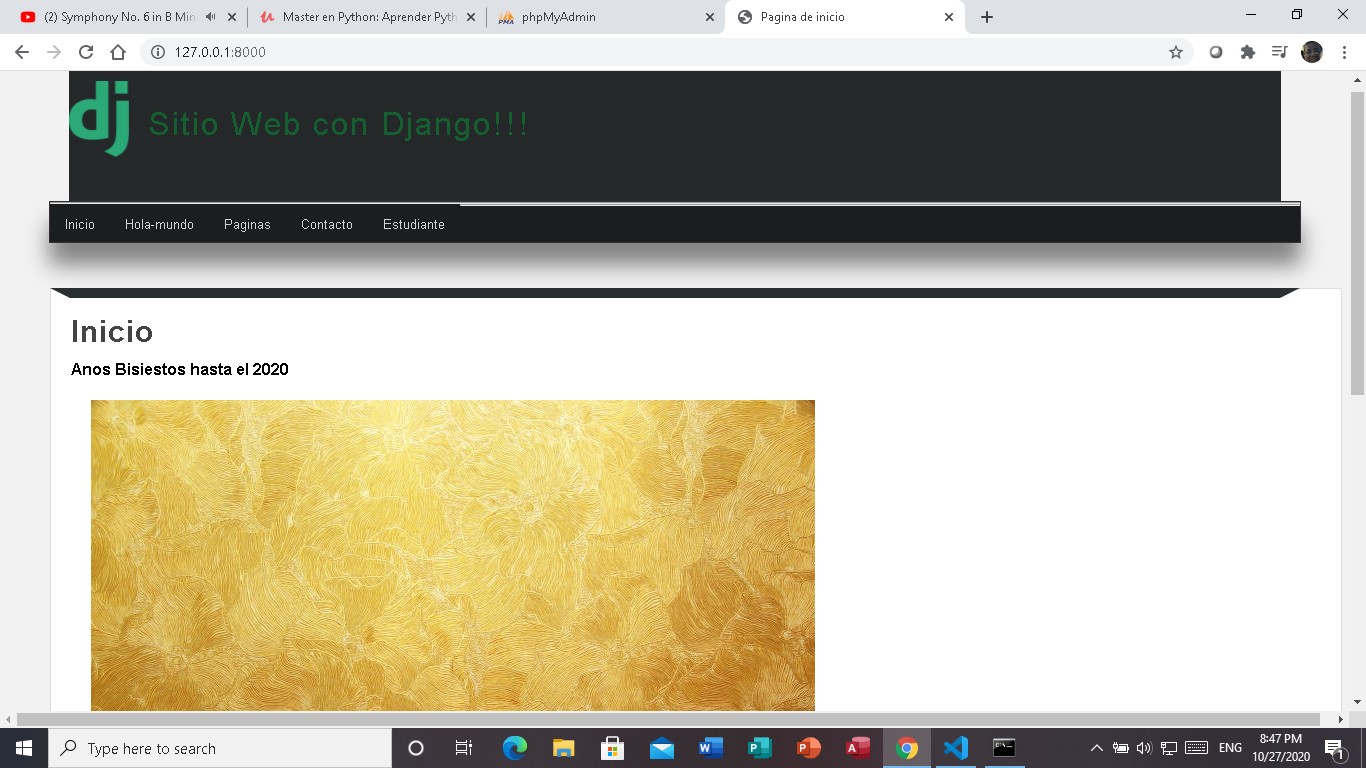 (2) Symphony No. 6 in B Min
Master en Python: Aprender Pyth
PMA
phpMyAdmin
Pagina de inicio
127.0.0.1:8000
dj
Sitio Web con Django!!!
Inicio
Hola-mundo
Paginas
Contacto
Estudiante
Inicio
Anos Bisiestos hasta el 2020
Type here to search
ENG
8:47 PM
10/27/2020
1